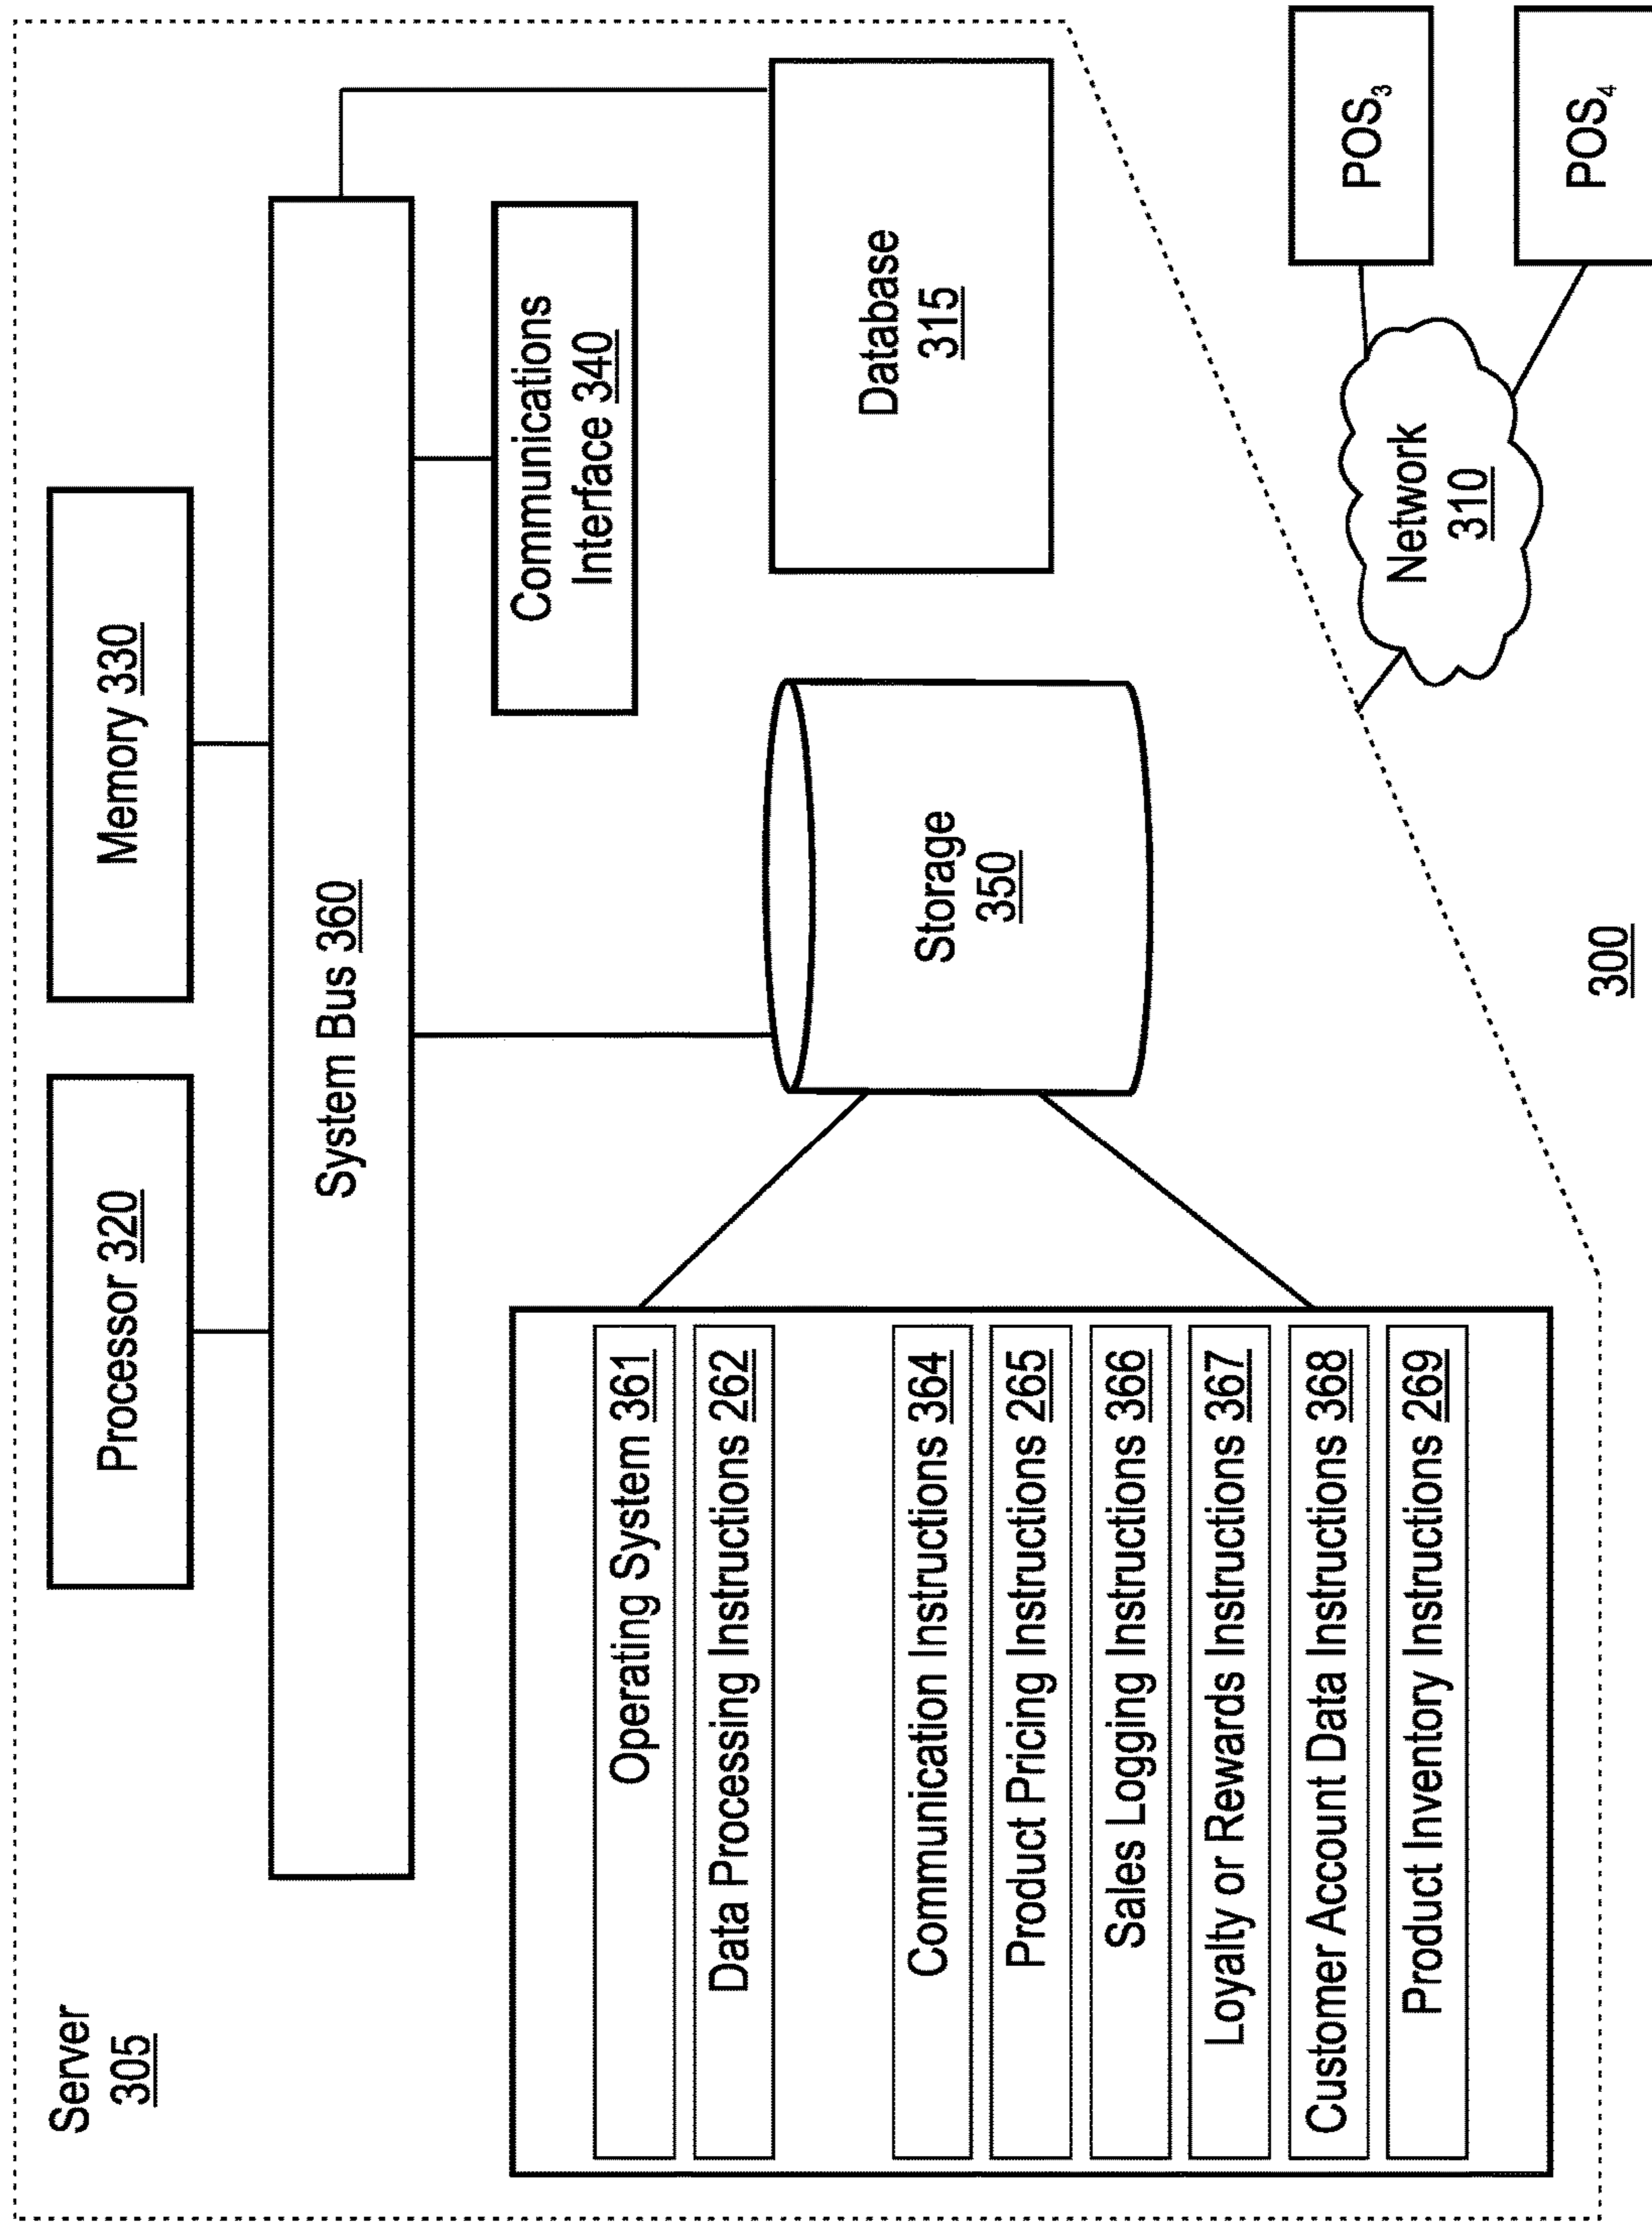 Server
305
Processor 320
Memory 330
System Bus 360
Communications
Interface 340
Operating System 361
Data Processing Instructions 262
Communication Instructions 364
Product Pricing Instructions 265
Sales Logging Instructions 366
Loyalty or Rewards Instructions 367
Customer Account Data Instructions 368
Product Inventory Instructions 269
Storage
350
Database
315
Network
310
POS3
POS4
300